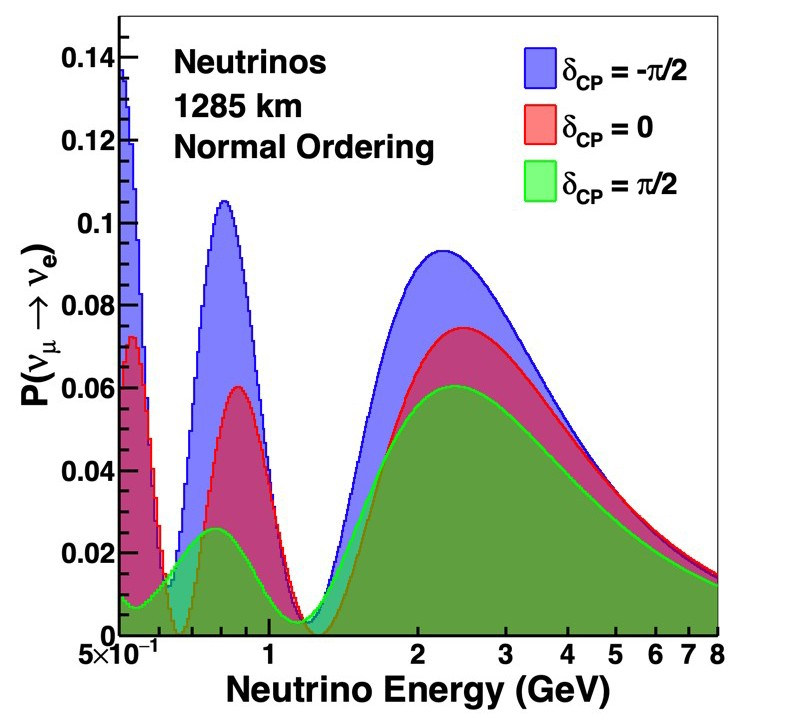 Neutrinos
1285 km
Normal Ordering
δCP = -π/2
δCP = 0
δCP = π/2
P(νμ → νe)
0.14
0.12
0.1
0.08
0.06
0.04
0.02
0
5×10⁻¹ 1 2 3 4 5 6 7 8
Neutrino Energy (GeV)